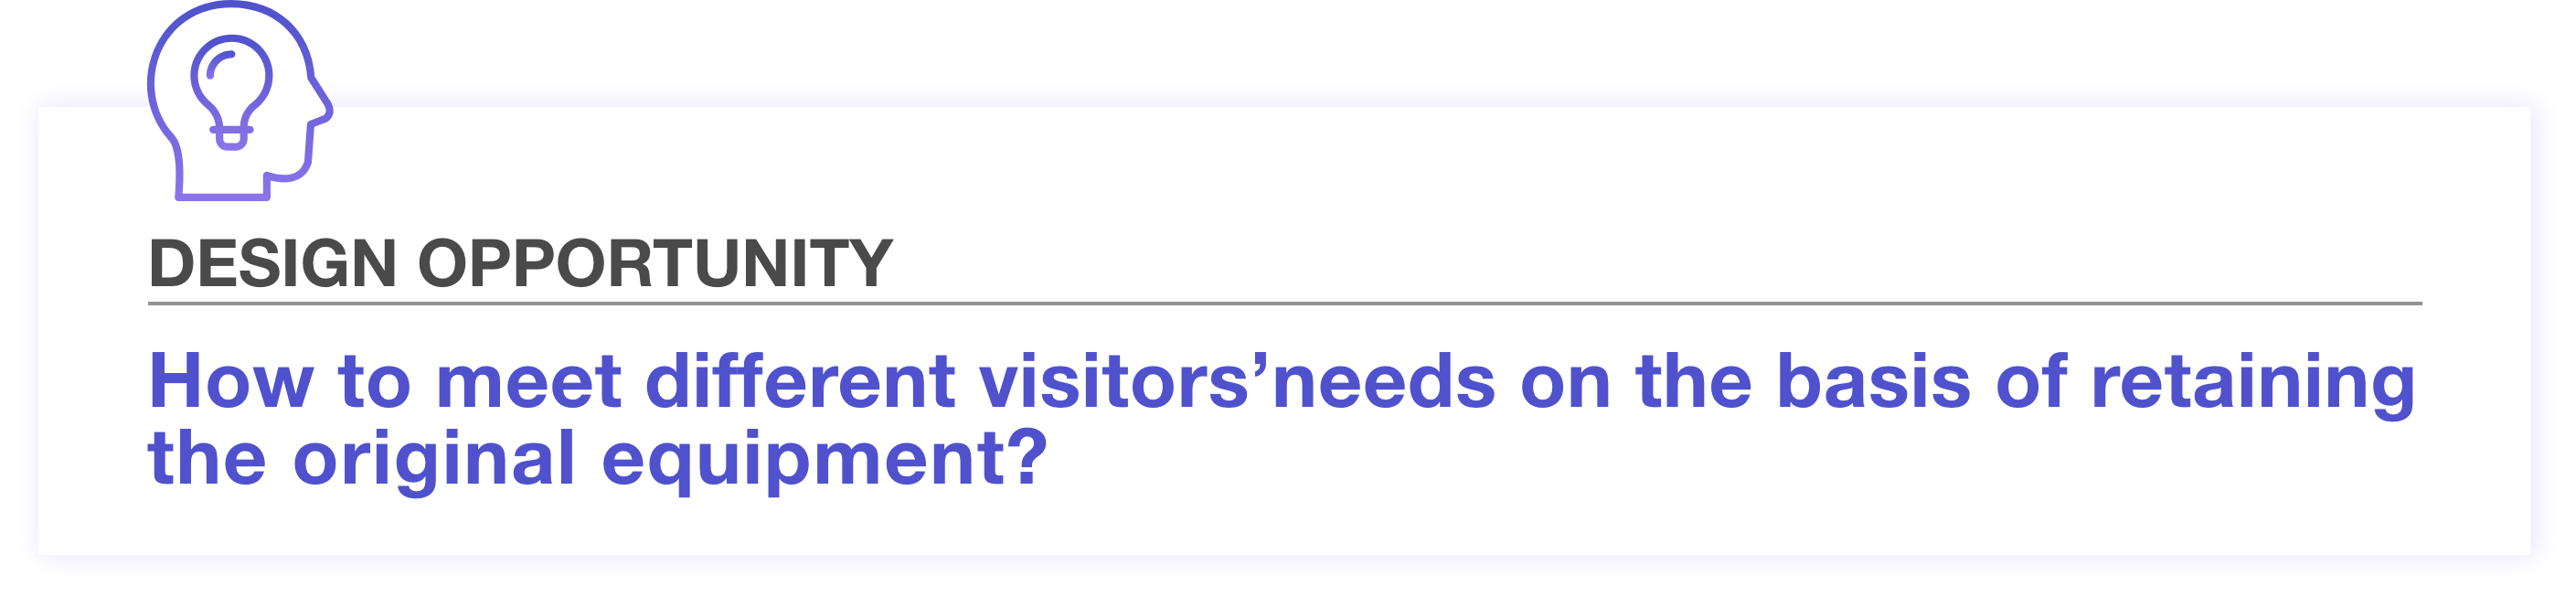 DESIGN OPPORTUNITY
How to meet different visitors’needs on the basis of retaining
the original equipment?